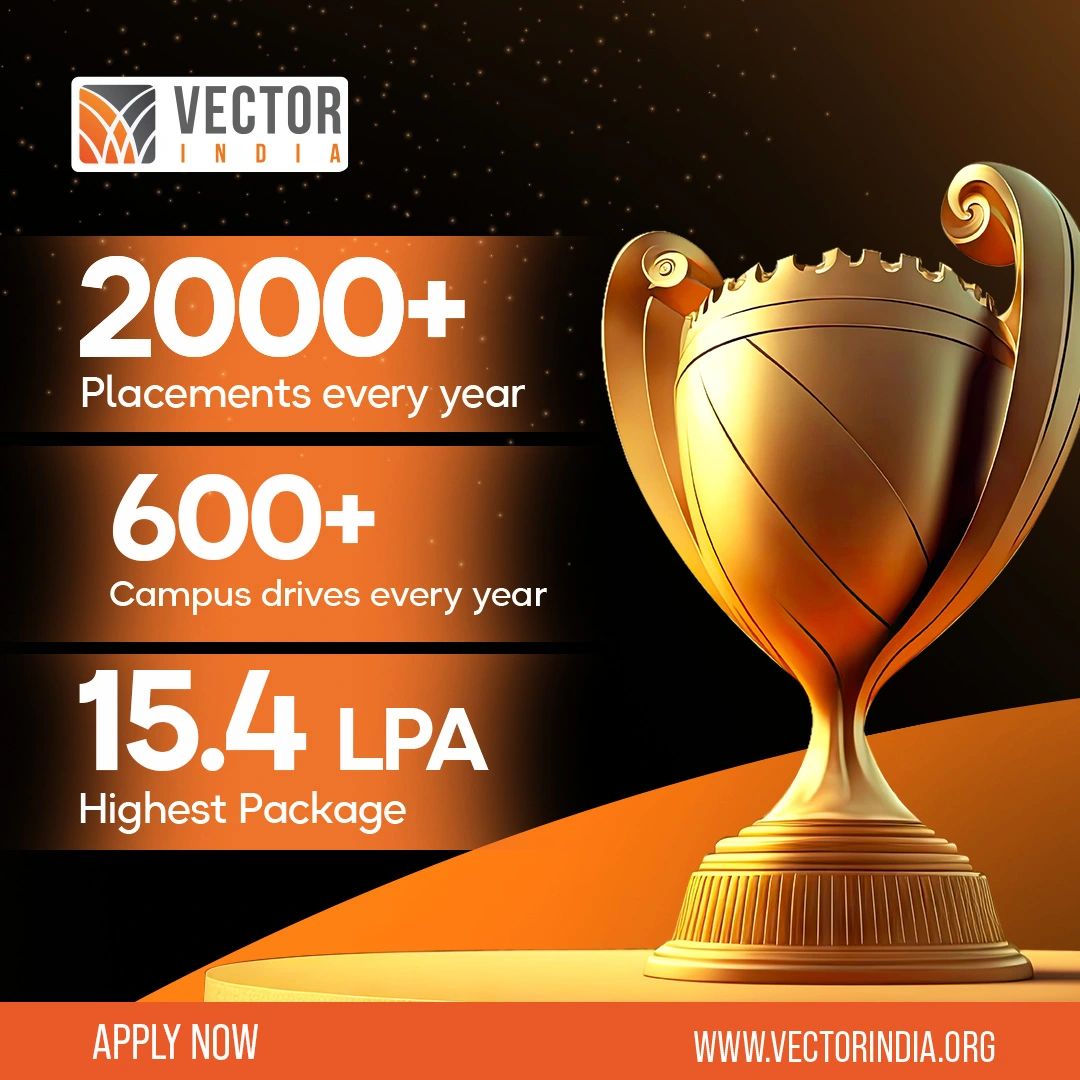 VECTOR
INDIA
2000+
Placements every year
600+
Campus drives every year
15.4 LPA
Highest Package
APPLY NOW
WWW.VECTORINDIA.ORG